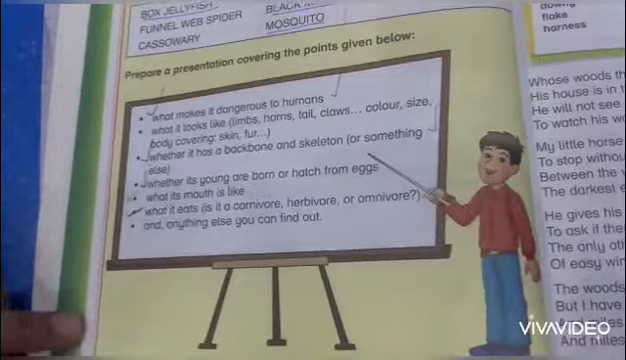 BOX JELLYFISH
FUNNEL WEB SPIDER
CASSOWARY
BLACK
MOSQUITO
Prepare a presentation covering the points given below:
• what makes it dangerous to humans
• what it looks like (limbs, horns, tail, claws... colour, size,
body covering: skin, fur...)
• whether it has a backbone and skeleton (or something
else)
• whether its young are born or hatch from eggs
• what its mouth is like
• what it eats (is it a carnivore, herbivore, or omnivore?)
• and, anything else you can find out.
downy
flake
harness
Whose woods
His house is in
He will not see
To watch his
My little horse
To stop
Between the
The darkest
He gives his
To ask if
The only
Of easy
The woods
But I have
And miles
And miles
VIVAVIDEO